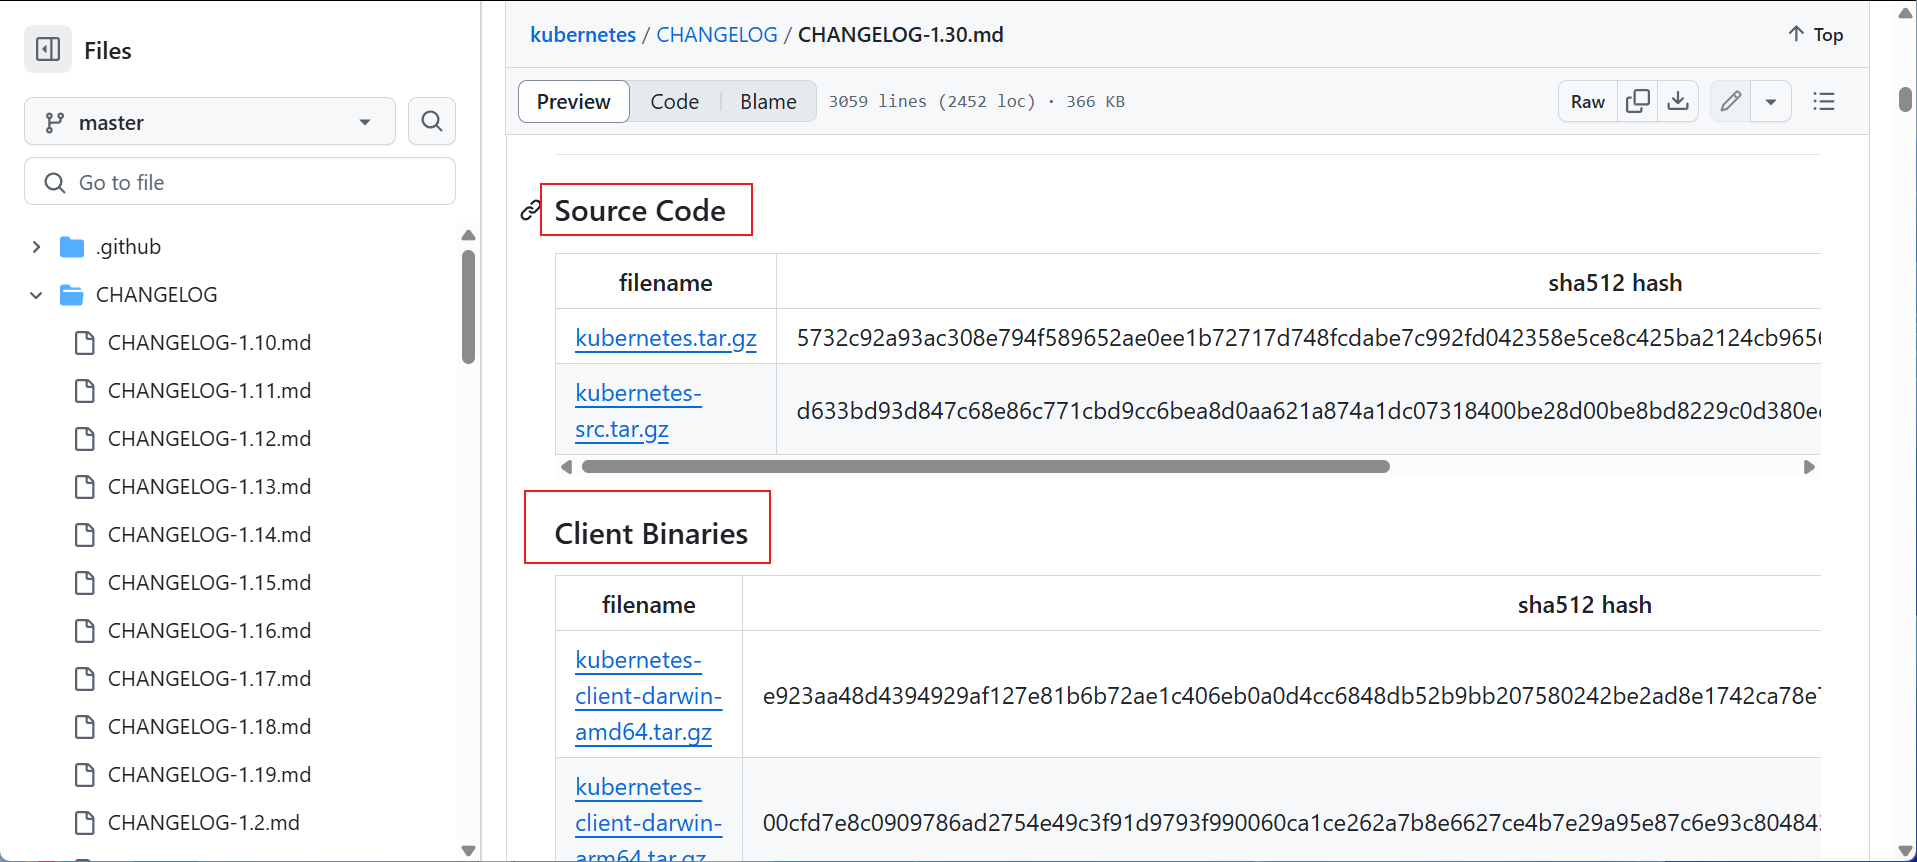 Files
master
Go to file
.github
CHANGELOG
CHANGELOG-1.10.md
CHANGELOG-1.11.md
CHANGELOG-1.12.md
CHANGELOG-1.13.md
CHANGELOG-1.14.md
CHANGELOG-1.15.md
CHANGELOG-1.16.md
CHANGELOG-1.17.md
CHANGELOG-1.18.md
CHANGELOG-1.19.md
CHANGELOG-1.2.md
kubernetes / CHANGELOG / CHANGELOG-1.30.md
Top
Preview Code Blame 3059 lines (2452 loc) · 366 KB
Raw
Source Code
filename sha512 hash
kubernetes.tar.gz 5732c92a93ac308e794f589652ae0ee1b72717d748fcdabe7c992fd042358e5ce8c425ba2124cb965
kubernetes-
src.tar.gz
d633bd93d847c68e86c771cbd9cc6bea8d0aa621a874a1dc07318400be28d00be8bd8229c0d380e
Client Binaries
filename sha512 hash
kubernetes-
client-darwin-
amd64.tar.gz
e923aa48d4394929af127e81b6b72ae1c406eb0a0d4cc6848db52b9bb207580242be2ad8e1742ca78e
kubernetes-
client-darwin-
arm64.tar.gz
00cfd7e8c0909786ad2754e49c3f91d9793f990060ca1ce262a7b8e6627ce4b7e29a95e87c6e93c80484